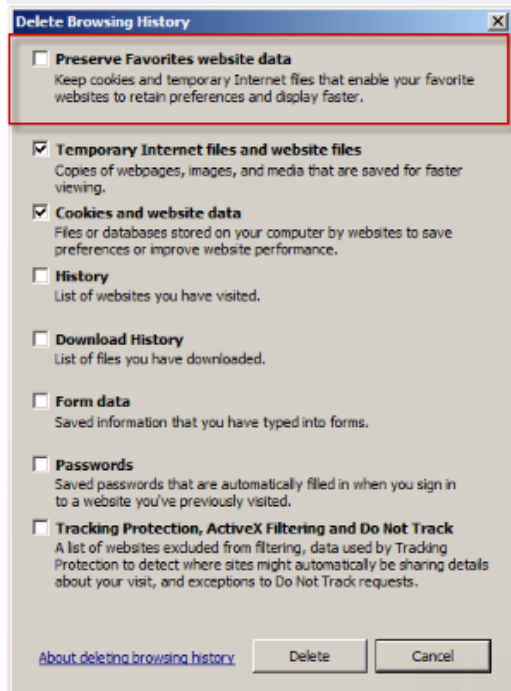 Delete Browsing History
Preserve Favorites website data
Keep cookies and temporary Internet files that enable your favorite
websites to retain preferences and display faster.
Temporary Internet files and website files
Copies of webpages, images, and media that are saved for faster
viewing.
Cookies and website data
Files or databases stored on your computer by websites to save
preferences or improve website performance.
History
List of websites you have visited.
Download History
List of files you have downloaded.
Form data
Saved information that you have typed into forms.
Passwords
Saved passwords that are automatically filled in when you sign in
to a website you've previously visited.
Tracking Protection, ActiveX Filtering and Do Not Track
A list of websites excluded from filtering, data used by Tracking
Protection to detect where sites might automatically be sharing details
about your visit, and exceptions to Do Not Track requests.
About deleting browsing history Delete Cancel